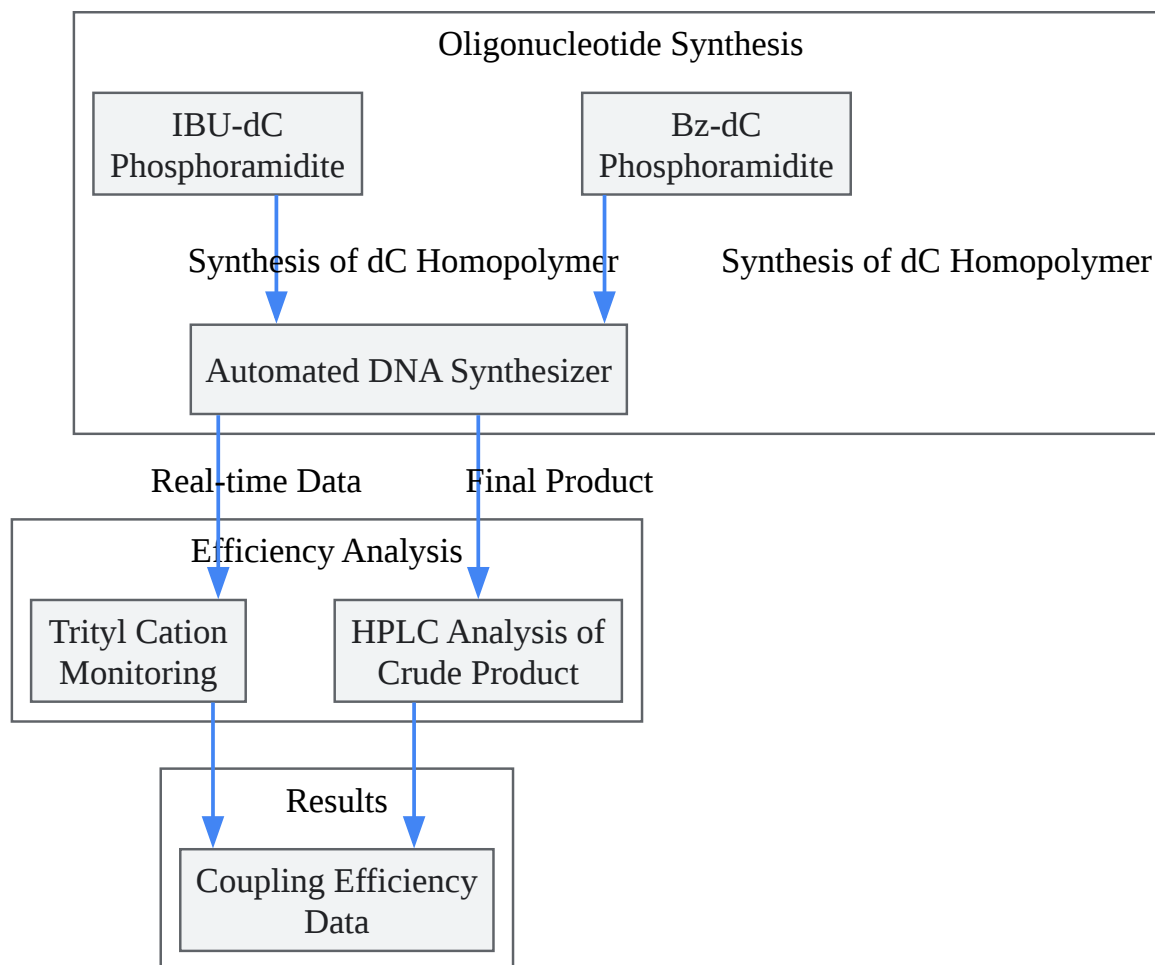 Oligonucleotide Synthesis
IBU-dC
Phosphoramidite
Bz-dC
Phosphoramidite
Synthesis of dC Homopolymer
Synthesis of dC Homopolymer
Automated DNA Synthesizer
Real-time Data
Final Product
Efficiency Analysis
Trityl Cation
Monitoring
HPLC Analysis of
Crude Product
Results
Coupling Efficiency
Data